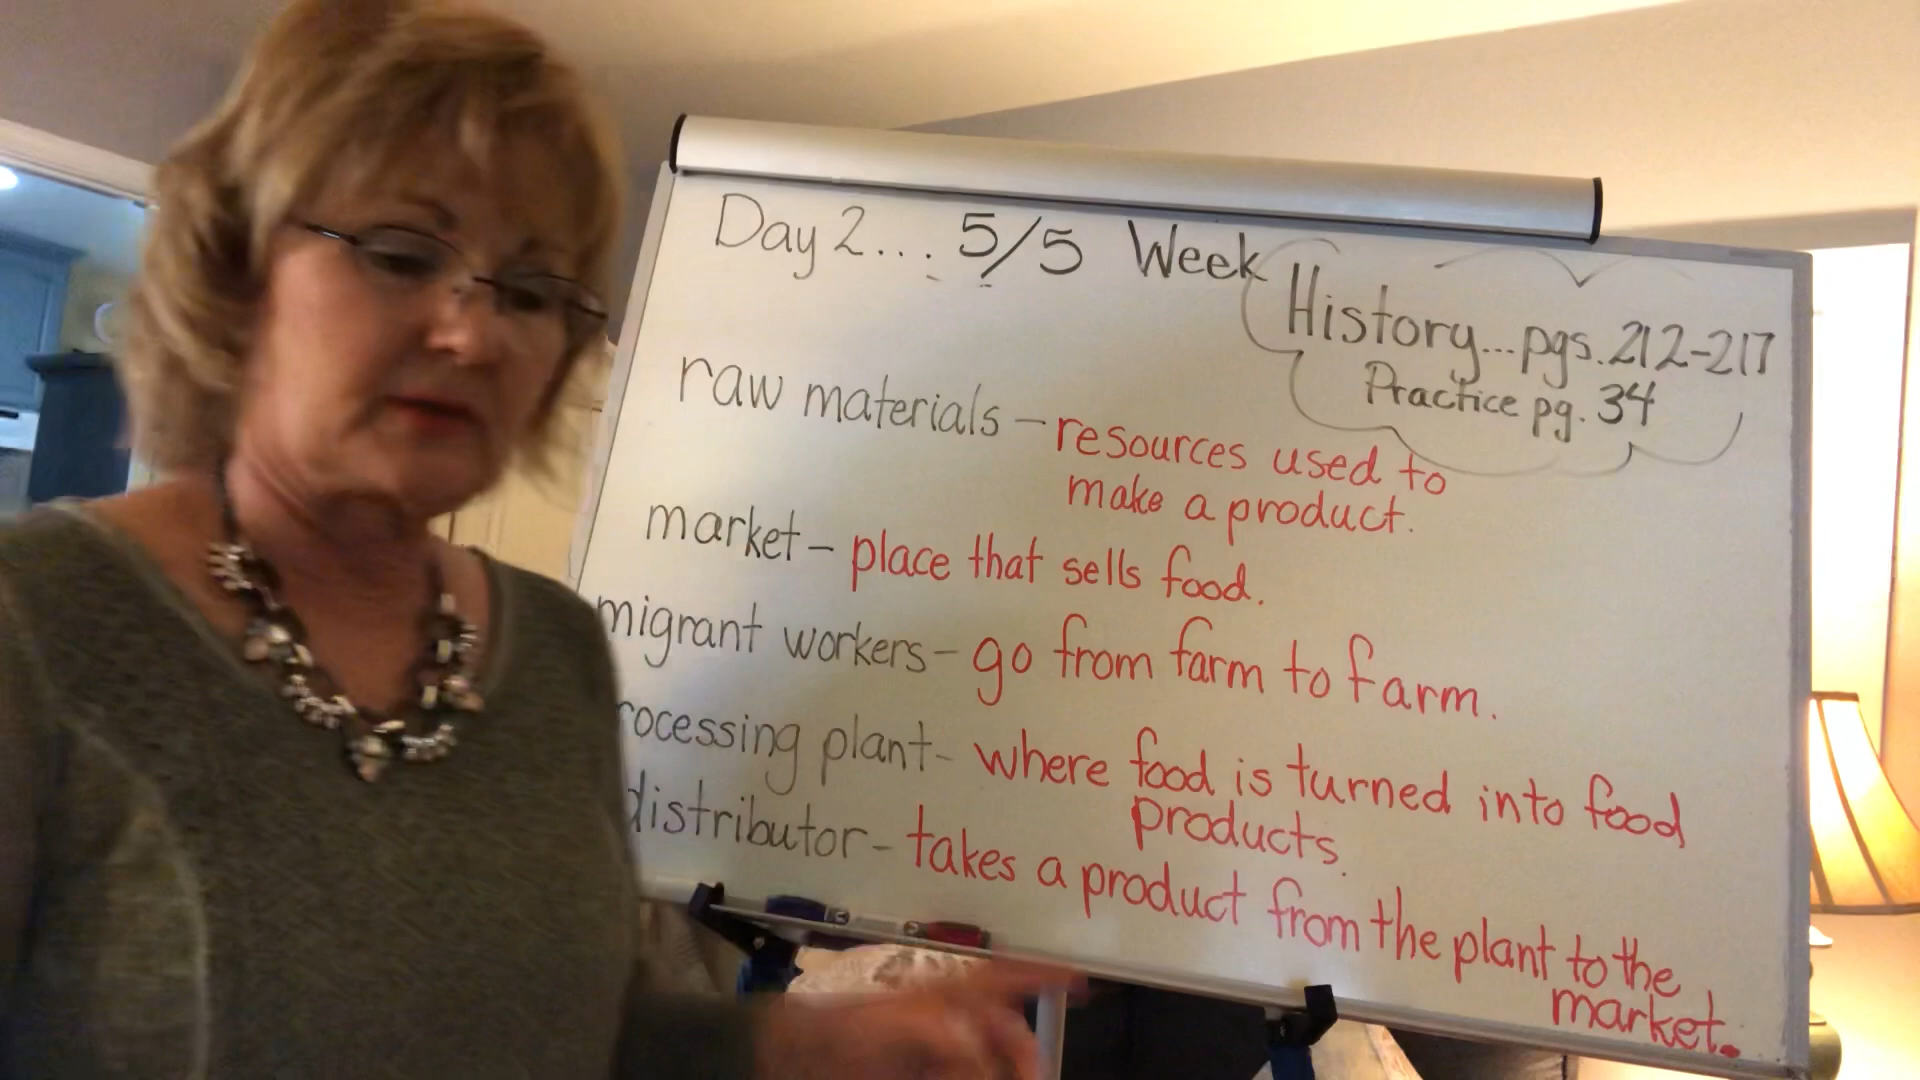 Day 2... 5/5 Week
History...pgs. 212-217
Practice pg. 34
raw materials - resources used to
make a product.
market - place that sells food.
migrant workers - go from farm to farm.
rocessing plant - where food is turned into food
products.
distributor - takes a product from the plant to the
market.